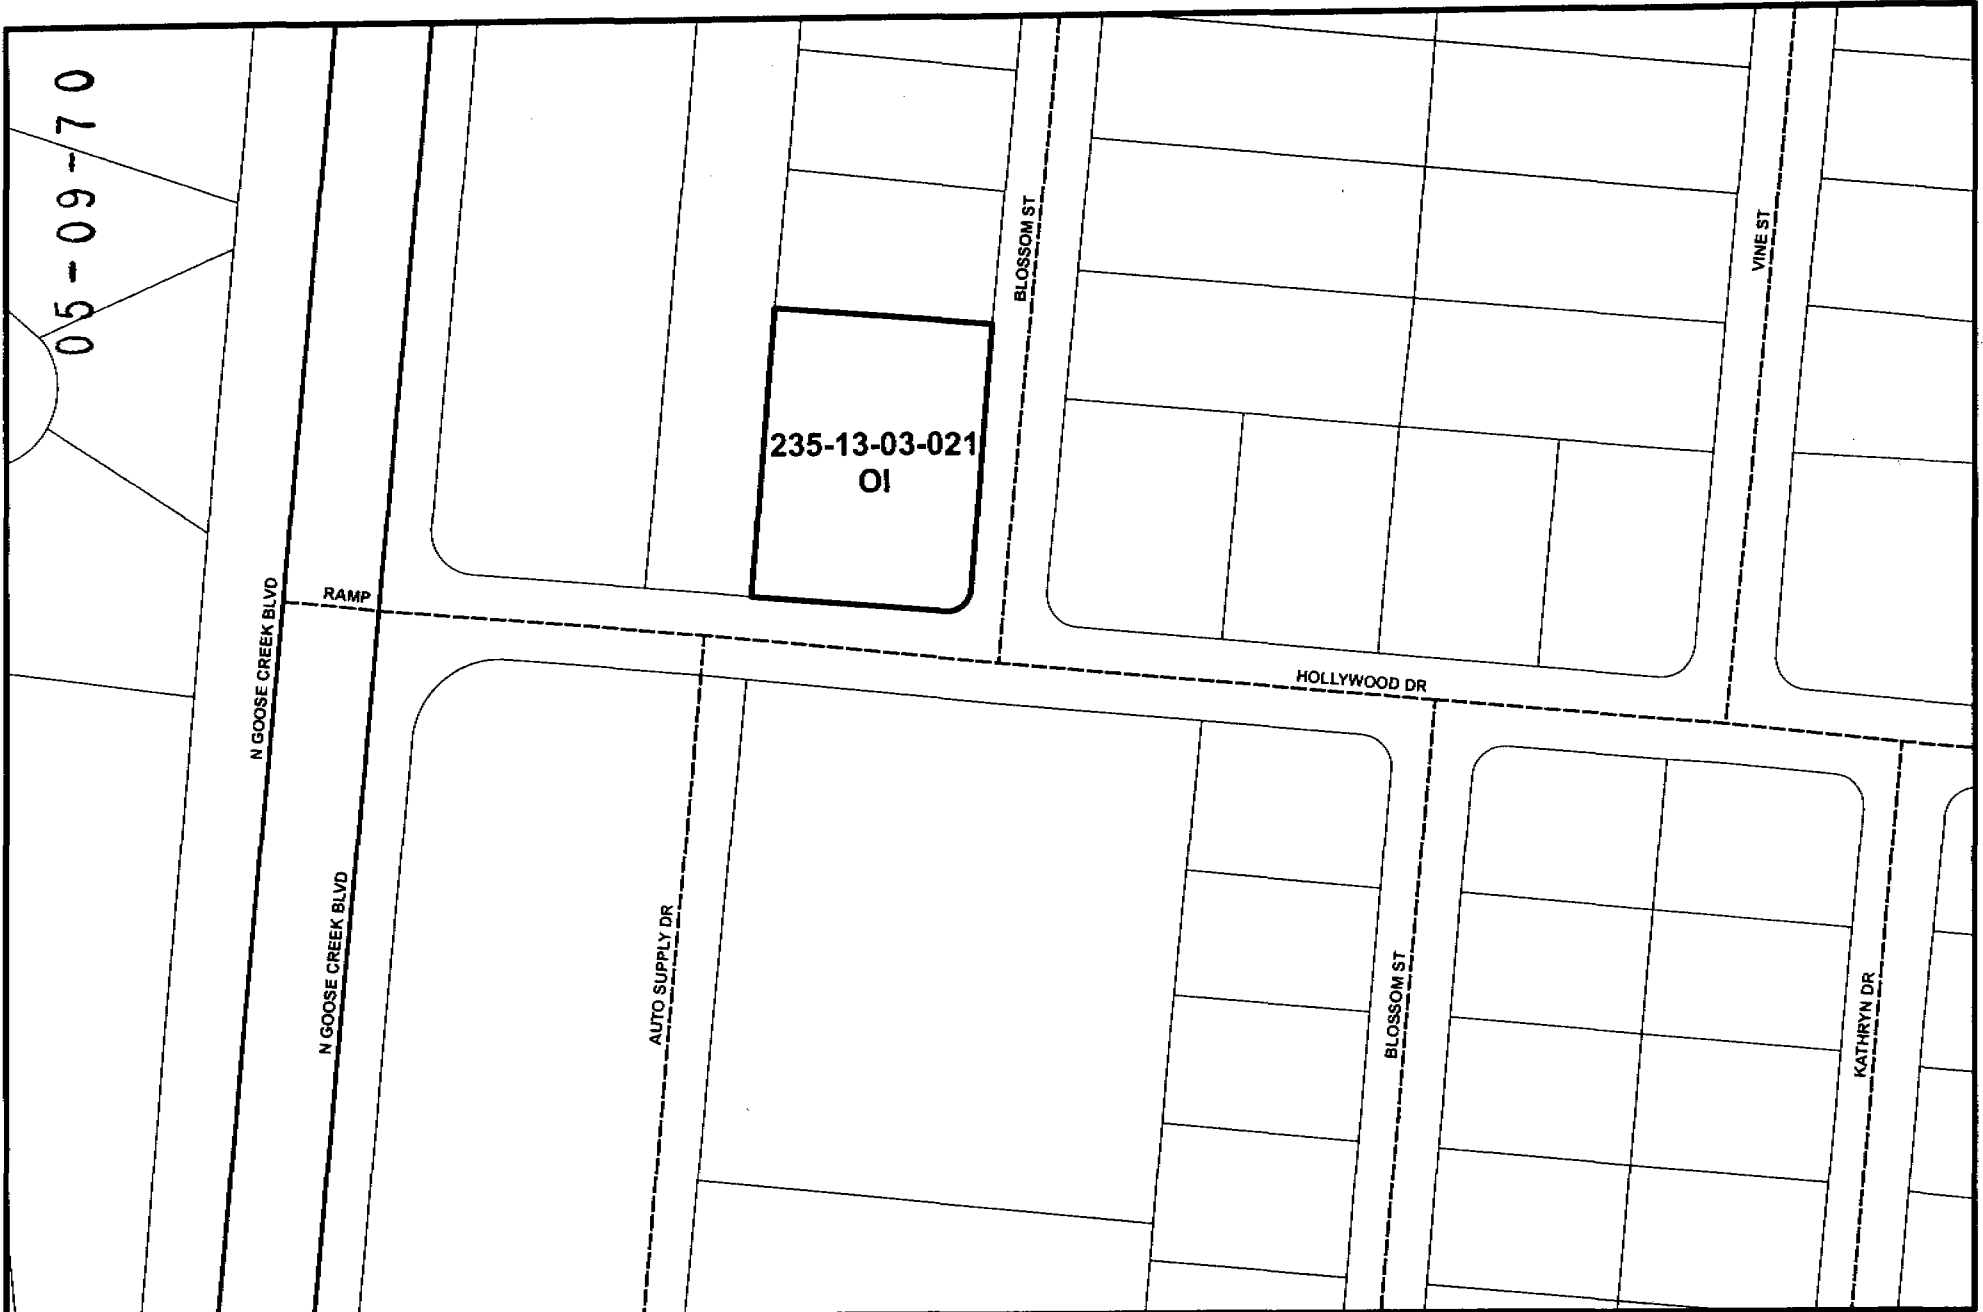 05-09-70
BLOSSOM ST
VINE ST
235-13-03-021
OI
RAMP
N GOOSE CREEK BLVD
HOLLYWOOD DR
N GOOSE CREEK BLVD
AUTO SUPPLY DR
BLOSSOM ST
KATHRYN DR